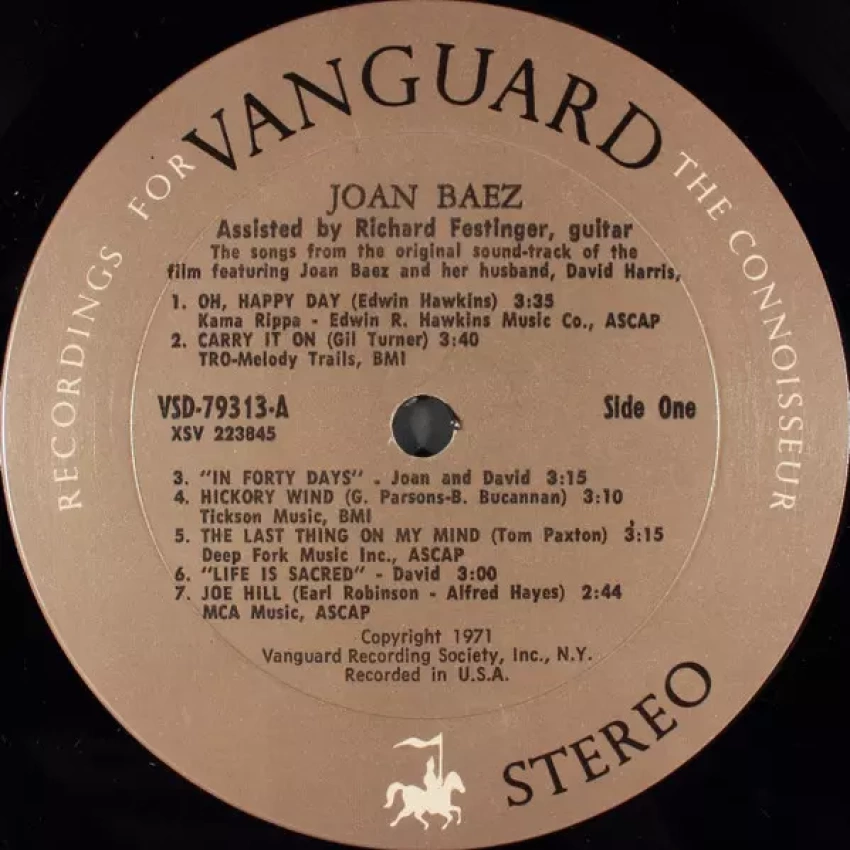 VANGUARD
RECORDINGS FOR THE CONNOISSEUR
JOAN BAEZ
Assisted by Richard Festinger, guitar
The songs from the original sound-track of the
film featuring Joan Baez and her husband, David Harris,
1. OH, HAPPY DAY (Edwin Hawkins) 3:35
Kama Rippa - Edwin R. Hawkins Music Co., ASCAP
2. CARRY IT ON (Gil Turner) 3:40
TRO-Melody Trails, BMI
VSD-79313-A Side One
XSV 223845
3. "IN FORTY DAYS" - Joan and David 3:15
4. HICKORY WIND (G. Parsons-B. Bucannan) 3:10
Tickson Music, BMI
5. THE LAST THING ON MY MIND (Tom Paxton) 3:15
Deep Fork Music Inc., ASCAP
6. "LIFE IS SACRED" - David 3:00
7. JOE HILL (Earl Robinson - Alfred Hayes) 2:44
MCA Music, ASCAP
Copyright 1971
Vanguard Recording Society, Inc., N.Y.
Recorded in U.S.A.
STEREO